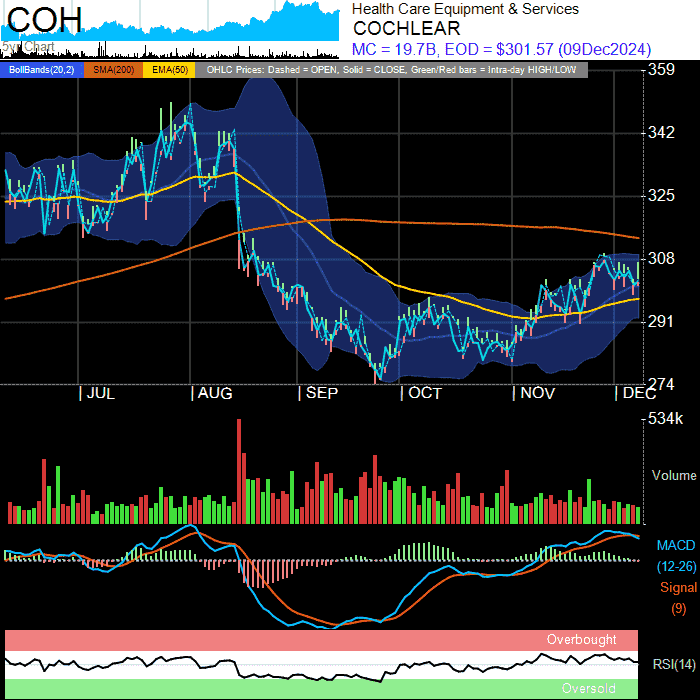 COH
5yr Chart
Health Care Equipment & Services
COCHLEAR
MC = 19.7B, EOD = $301.57 (09Dec2024)
BollBands(20,2) SMA(200) EMA(50) OHLC Prices: Dashed = OPEN, Solid = CLOSE, Green/Red bars = Intra-day HIGH/LOW
359
342
325
308
291
274
JUL AUG SEP OCT NOV DEC
534k
Volume
MACD
(12-26)
Signal
(9)
Overbought
RSI(14)
Oversold